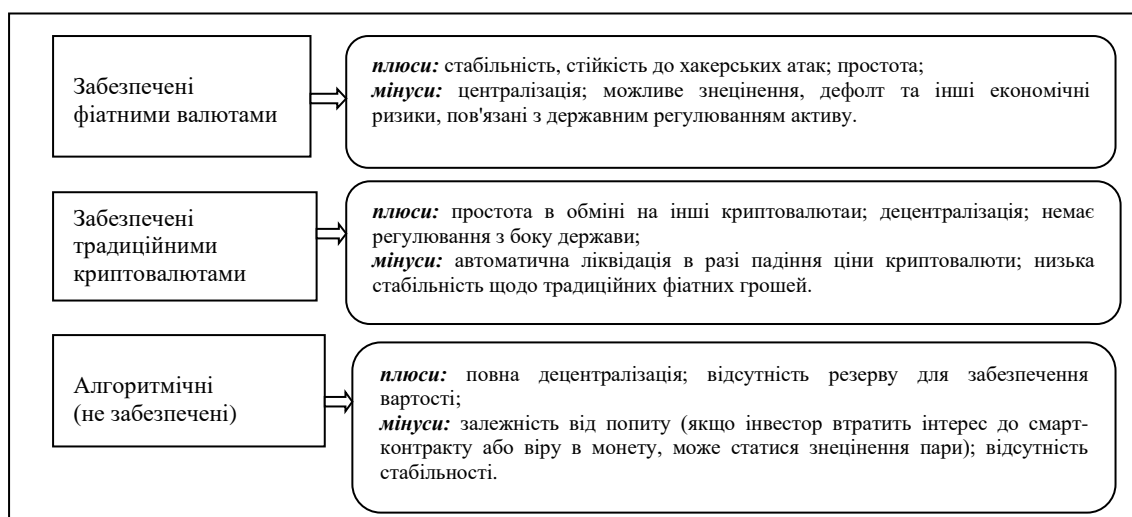 Забезпечені
фіатними валютами
плюси: стабільність, стійкість до хакерських атак; простота;
мінуси: централізація; можливе знецінення, дефолт та інші економічні
ризики, пов'язані з державним регулюванням активу.
Забезпечені
традиційними
криптовалютами
плюси: простота в обміні на інші криптовалютаи; децентралізація; немає
регулювання з боку держави;
мінуси: автоматична ліквідація в разі падіння ціни криптовалюти; низька
стабільність щодо традиційних фіатних грошей.
Алгоритмічні
(не забезпечені)
плюси: повна децентралізація; відсутність резерву для забезпечення
вартості;
мінуси: залежність від попиту (якщо інвестор втратить інтерес до смарт-
контракту або віру в монету, може статися знецінення пари); відсутність
стабільності.